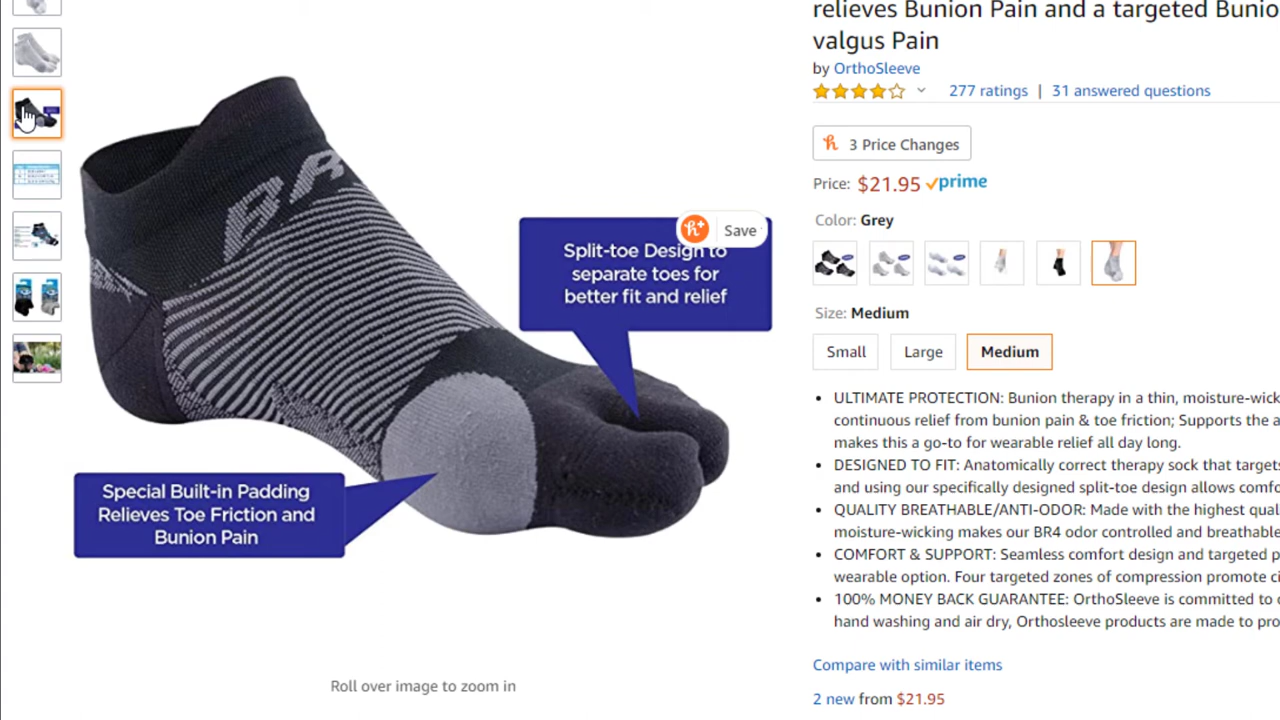 relieves Bunion Pain and a targeted Bunio
valgus Pain
by OrthoSleeve
277 ratings | 31 answered questions
3 Price Changes
Price: $21.95 prime
Color: Grey
Size: Medium
Small
Large
Medium
ULTIMATE PROTECTION: Bunion therapy in a thin, moisture-wick
continuous relief from bunion pain & toe friction; Supports the a
makes this a go-to for wearable relief all day long.
DESIGNED TO FIT: Anatomically correct therapy sock that targets
and using our specifically designed split-toe design allows comfo
QUALITY BREATHABLE/ANTI-ODOR: Made with the highest qual
moisture-wicking makes our BR4 odor controlled and breathable
COMFORT & SUPPORT: Seamless comfort design and targeted p
wearable option. Four targeted zones of compression promote ci
100% MONEY BACK GUARANTEE: OrthoSleeve is committed to c
hand washing and air dry, Orthosleeve products are made to pro
Compare with similar items
2 new from $21.95
BR
Save
Split-toe Design to
separate toes for
better fit and relief
Special Built-in Padding
Relieves Toe Friction and
Bunion Pain
Roll over image to zoom in